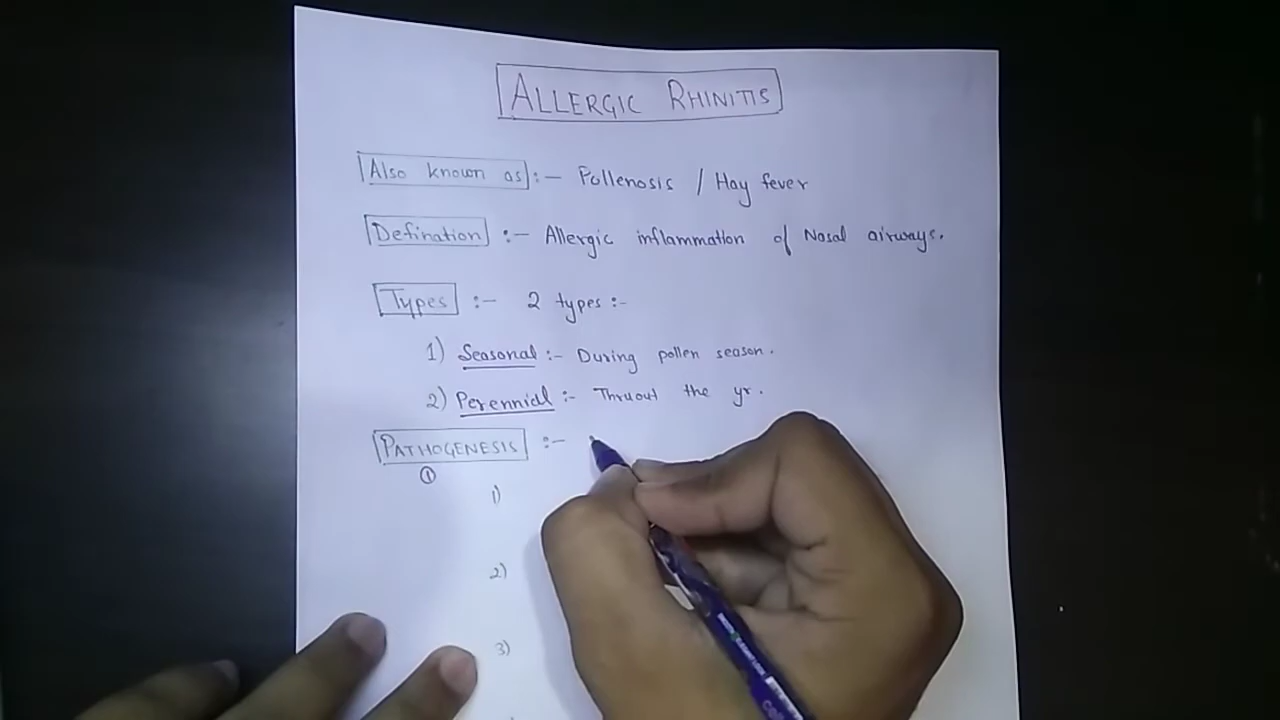 ALLERGIC RHINITIS
Also known as :- Pollenosis / Hay fever
Defination :- Allergic inflammation of Nasal airways.
Types :- 2 types :-
1) Seasonal :- During pollen season.
2) Perennial :- Thruout the yr.
PATHOGENESIS :-
①
1)
2)
3)